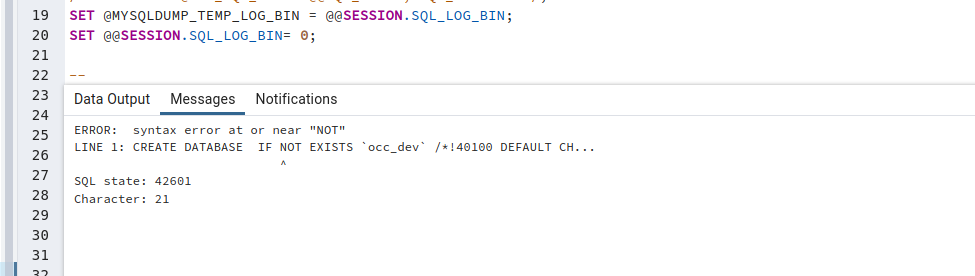 19 SET @MYSQLDUMP_TEMP_LOG_BIN = @@SESSION.SQL_LOG_BIN;
20 SET @@SESSION.SQL_LOG_BIN= 0;
21
22 --
23
Data Output Messages Notifications
24
ERROR:  syntax error at or near "NOT"
25
LINE 1: CREATE DATABASE  IF NOT EXISTS `occ_dev` /*!40100 DEFAULT CH...
26
^
27
SQL state: 42601
28
Character: 21
29
30
31
32